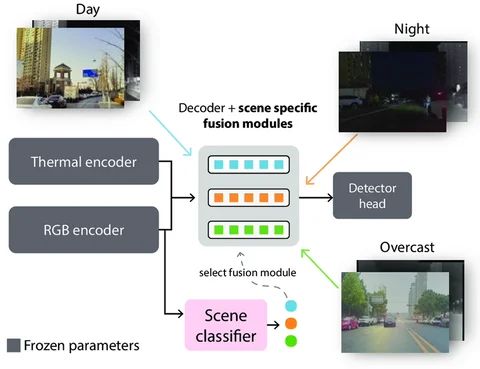 Day
Night
Decoder + scene specific
fusion modules
Thermal encoder
RGB encoder
Detector
head
Overcast
select fusion module
Scene
classifier
Frozen parameters